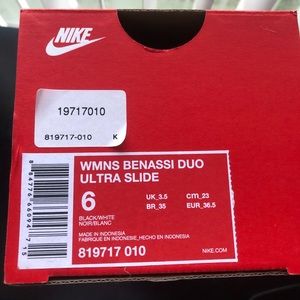 NIKE
19717010
819717-010 K
WMNS BENASSI DUO
ULTRA SLIDE
6
UK_3.5 cm_23
BR_35 EUR_36.5
BLACK/WHITE
NOIR/BLANC
MADE IN INDONESIA
FABRIQUE EN INDONESIE_HECHO EN INDONESIA
819717 010
NIKE.COM